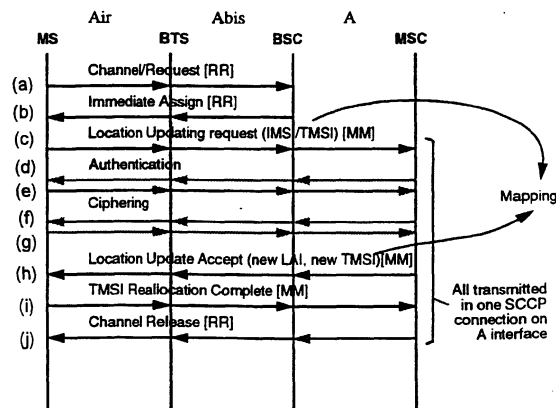 Air Abis A
MS BTS BSC MSC
(a) Channel/Request [RR]
(b) Immediate Assign [RR]
(c) Location Updating request (IMSI/TMSI) [MM]
(d) Authentication
(e)
Mapping
(f) Ciphering
(g)
(h) Location Update Accept (new LAI, new TMSI)[MM]
(i) TMSI Reallocation Complete [MM]
(j) Channel Release [RR]
All transmitted
in one SCCP
connection on
A interface